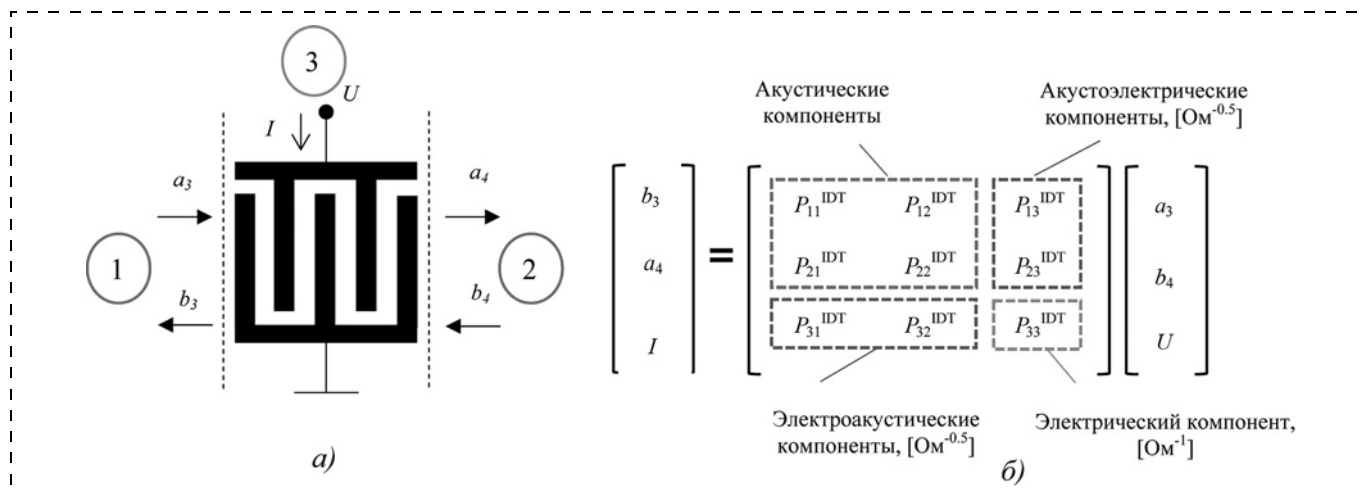 3
U
I
a₃
a₄
1
2
b₃
b₄
а)
Акустические
компоненты
Акустоэлектрические
компоненты, [Ом⁻⁰·⁵]
b₃
a₄
I
=
P₁₁ᴵᴰᵀ P₁₂ᴵᴰᵀ P₁₃ᴵᴰᵀ
P₂₁ᴵᴰᵀ P₂₂ᴵᴰᵀ P₂₃ᴵᴰᵀ
P₃₁ᴵᴰᵀ P₃₂ᴵᴰᵀ P₃₃ᴵᴰᵀ
a₃
b₄
U
Электроакустические
компоненты, [Ом⁻⁰·⁵]
Электрический компонент,
[Ом⁻¹]
б)